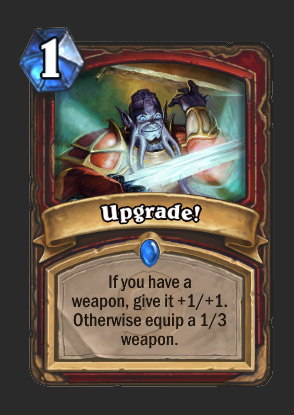 1
Upgrade!
If you have a
weapon, give it +1/+1.
Otherwise equip a 1/3
weapon.